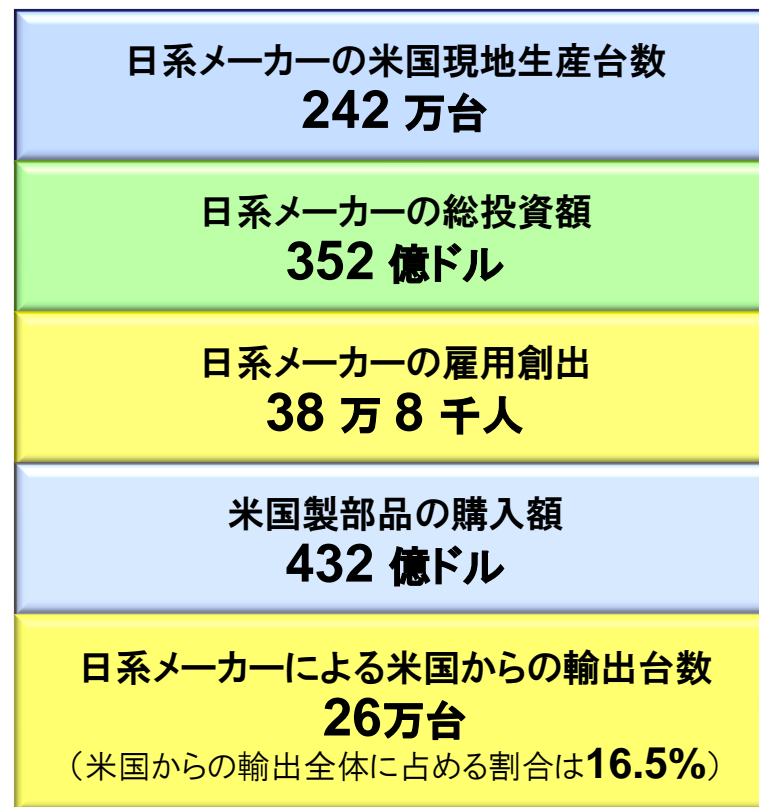 日系メーカーの米国現地生産台数
242 万台
日系メーカーの総投資額
352 億ドル
日系メーカーの雇用創出
38 万 8 千人
米国製部品の購入額
432 億ドル
日系メーカーによる米国からの輸出台数
26万台
（米国からの輸出全体に占める割合は16.5%）